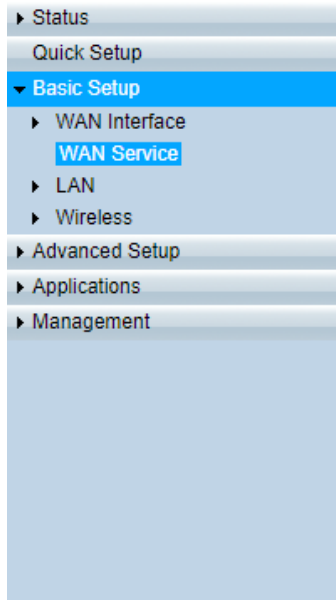 Status
Quick Setup
Basic Setup
WAN Interface
WAN Service
LAN
Wireless
Advanced Setup
Applications
Management